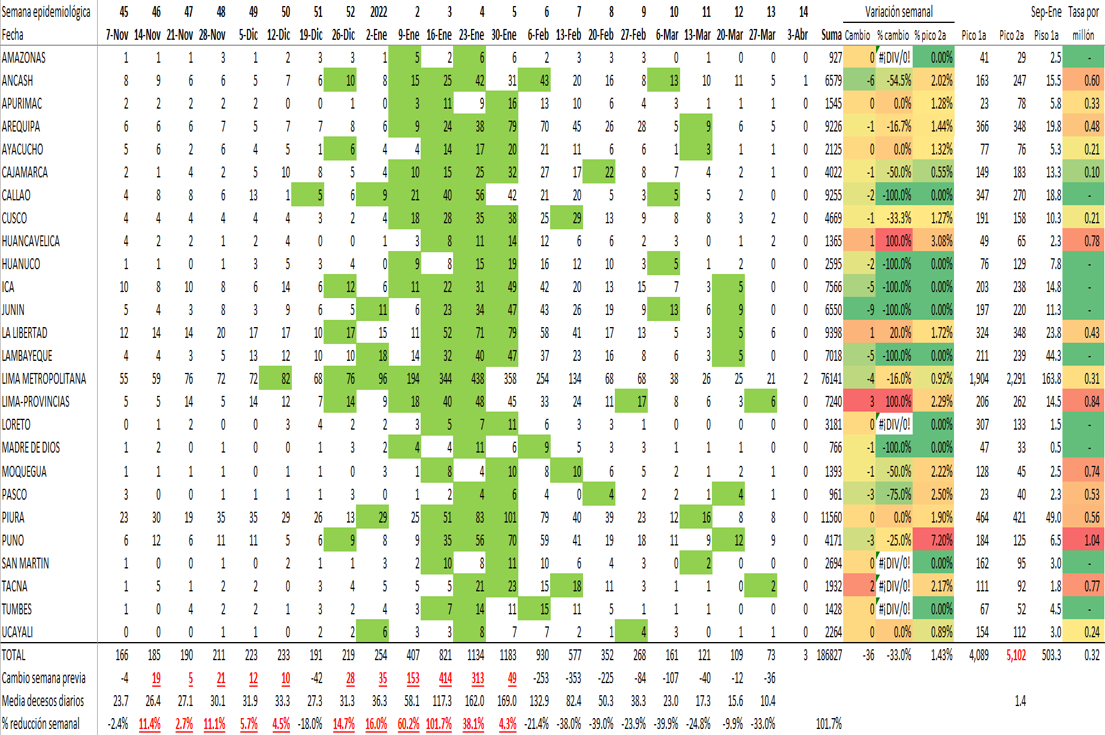 Semana epidemiológica 45 46 47 48 49 50 51 52 2022 2 3 4 5 6 7 8 9 10 11 12 13 14 Variación semanal Sep-Ene Tasa por
Fecha 7-Nov 14-Nov 21-Nov 28-Nov 5-Dic 12-Dic 19-Dic 26-Dic 2-Ene 9-Ene 16-Ene 23-Ene 30-Ene 6-Feb 13-Feb 20-Feb 27-Feb 6-Mar 13-Mar 20-Mar 27-Mar 3-Abr Suma Cambio % cambio % pico 2a Pico 1a Pico 2a Piso 1a millón
AMAZONAS 1 1 1 3 1 2 3 3 1 5 2 6 6 2 3 3 3 0 0 0 0 0 927 0 #¡DIV/0! 0.00% 41 29 2.5 -
ANCASH 8 9 6 6 5 7 6 10 8 15 25 42 31 43 20 16 8 13 10 11 5 1 6579 -6 -54.5% 2.02% 163 247 15.5 0.60
APURIMAC 2 2 2 2 2 0 0 1 0 3 11 9 16 13 10 6 4 3 1 1 1 0 1545 0 0.0% 1.28% 23 78 5.8 0.33
AREQUIPA 6 6 6 7 5 7 7 8 6 9 24 38 79 70 45 26 28 5 9 6 5 0 9226 -1 -16.7% 1.44% 366 348 19.8 0.48
AYACUCHO 5 6 2 6 4 5 1 6 4 4 14 17 20 21 11 6 6 1 3 1 1 0 2125 0 0.0% 1.32% 77 76 5.3 0.21
CAJAMARCA 2 1 4 2 5 10 8 5 4 10 15 25 32 27 17 22 8 7 4 2 1 0 4022 -1 -50.0% 0.55% 149 183 13.3 0.10
CALLAO 4 8 8 6 13 1 5 6 9 21 40 56 42 21 20 5 3 5 5 2 0 0 9255 -2 -100.0% 0.00% 347 270 18.8 -
CUSCO 4 4 4 4 4 4 3 2 4 18 28 35 38 25 29 13 9 8 8 3 2 0 4669 -1 -33.3% 1.27% 191 158 10.3 0.21
HUANCAVELICA 4 2 2 1 2 4 0 0 1 3 8 11 14 12 6 6 2 3 0 1 2 0 1365 1 100.0% 3.08% 49 65 2.3 0.78
HUANUCO 1 1 0 1 3 5 3 4 0 9 8 15 19 16 12 10 3 5 1 2 0 0 2595 -2 -100.0% 0.00% 76 129 7.8 -
ICA 10 8 10 8 6 14 6 12 6 11 22 31 49 42 20 13 15 7 3 5 0 0 7566 -5 -100.0% 0.00% 203 238 14.8 -
JUNIN 5 4 3 8 3 9 6 5 11 6 23 34 47 43 26 19 9 13 6 9 0 0 6550 -9 -100.0% 0.00% 197 220 11.3 -
LA LIBERTAD 12 14 14 20 17 17 10 17 15 11 52 71 79 58 41 17 13 5 3 5 6 0 9398 1 20.0% 1.72% 324 348 23.8 0.43
LAMBAYEQUE 4 4 3 5 13 12 10 10 18 14 32 40 47 37 23 16 8 6 3 5 0 0 7018 -5 -100.0% 0.00% 211 239 44.3 -
LIMA METROPOLITANA 55 59 76 72 72 82 68 76 96 194 344 438 358 254 134 68 68 38 26 25 21 2 76141 -4 -16.0% 0.92% 1,904 2,291 163.8 0.31
LIMA-PROVINCIAS 5 5 14 5 14 12 7 14 9 18 40 48 45 33 24 11 17 8 6 3 6 0 7240 3 100.0% 2.29% 206 262 14.5 0.84
LORETO 0 1 2 0 0 3 4 2 2 3 5 7 11 6 3 3 1 0 1 0 0 0 3181 0 #¡DIV/0! 0.00% 307 133 1.5 -
MADRE DE DIOS 1 2 0 1 0 0 1 3 2 4 4 11 6 9 5 3 3 1 1 1 0 0 766 -1 -100.0% 0.00% 47 33 0.5 -
MOQUEGUA 1 1 1 1 0 1 1 1 1 1 8 4 10 8 10 6 5 2 1 2 1 0 1393 -1 -50.0% 2.22% 128 45 2.5 0.74
PASCO 3 0 0 1 1 1 1 3 0 1 2 4 6 4 0 4 2 2 1 4 1 0 961 -3 -75.0% 2.50% 23 40 2.3 0.53
PIURA 23 30 19 35 35 29 26 13 29 25 51 83 101 79 40 39 23 12 16 8 8 0 11560 0 0.0% 1.90% 464 421 49.0 0.56
PUNO 6 12 6 11 11 5 6 9 8 9 35 56 70 59 41 19 18 11 9 12 9 0 4171 -3 -25.0% 7.20% 184 125 6.5 1.04
SAN MARTIN 1 0 0 1 0 2 1 1 3 2 10 8 11 10 6 4 3 0 2 0 0 0 2694 0 #¡DIV/0! 0.00% 162 95 3.0 -
TACNA 1 5 1 1 2 0 3 4 5 5 4 21 23 15 18 11 3 1 1 0 2 0 1932 2 #¡DIV/0! 2.17% 111 92 1.8 0.77
TUMBES 1 0 4 2 2 1 3 2 4 3 7 14 11 15 11 5 1 1 1 0 0 0 1428 0 #¡DIV/0! 0.00% 67 52 4.5 -
UCAYALI 0 0 0 0 1 0 2 2 6 3 3 8 7 7 2 1 4 3 0 1 1 0 2264 0 0.0% 0.89% 154 112 3.0 0.24
TOTAL 166 185 190 211 223 233 191 219 254 407 821 1134 1183 930 577 352 268 161 121 109 73 3 186827 -36 -33.0% 1.43% 4,089 5,102 503.3 0.32
Cambio semana previa -4 19 5 21 12 10 -42 28 35 153 414 313 49 -253 -353 -225 -84 -107 -40 -12 -36
Media decesos diarios 23.7 26.4 27.1 30.1 31.9 33.3 27.3 31.3 36.3 58.1 117.3 162.0 169.0 132.9 82.4 50.3 38.3 23.0 17.3 15.6 10.4 1.4
% reducción semanal -2.4% 11.4% 2.7% 11.1% 5.7% 4.5% -18.0% 14.7% 16.0% 60.2% 101.7% 38.1% 4.3% -21.4% -38.0% -39.0% -23.9% -39.9% -24.8% -9.9% -33.0% 101.7%